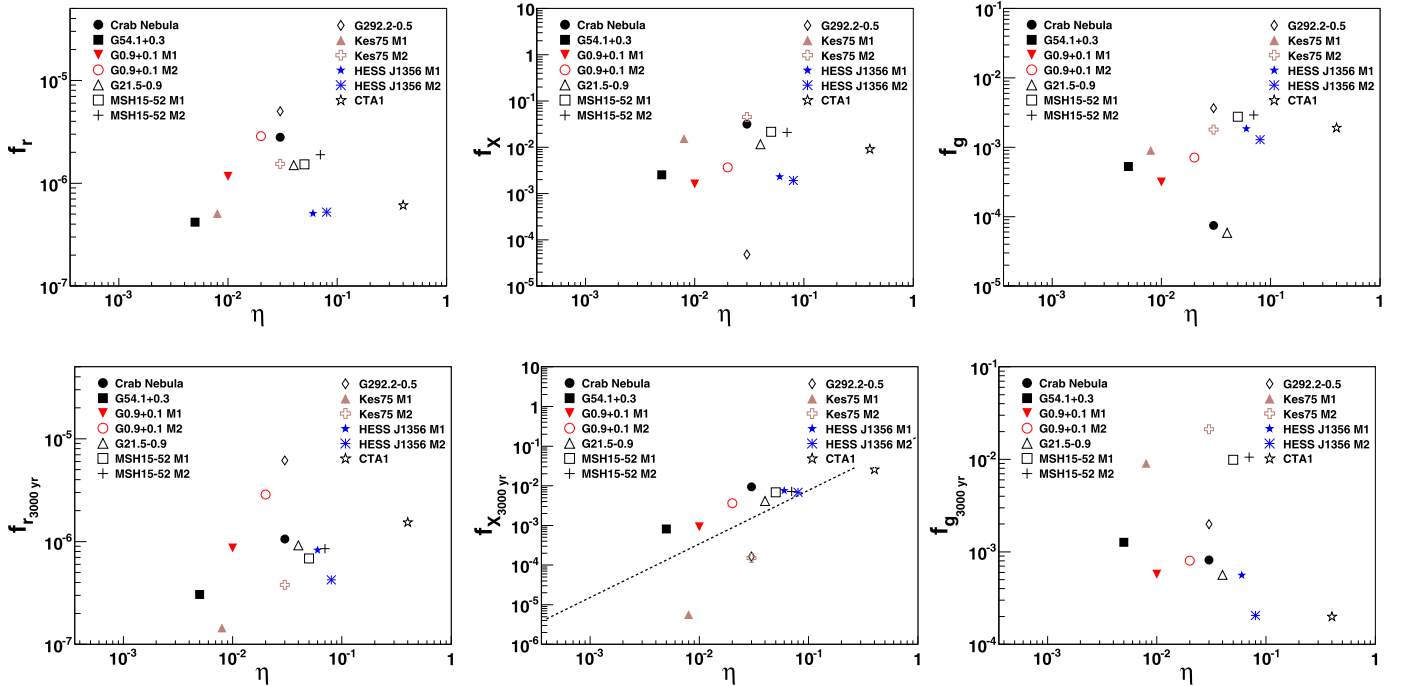 f_r
10^-5
10^-6
10^-7
Crab Nebula
G54.1+0.3
G0.9+0.1 M1
G0.9+0.1 M2
G21.5-0.9
MSH15-52 M1
MSH15-52 M2
G292.2-0.5
Kes75 M1
Kes75 M2
HESS J1356 M1
HESS J1356 M2
CTA1
10^-3 10^-2 10^-1 1
η
f_X
10
1
10^-1
10^-2
10^-3
10^-4
10^-5
Crab Nebula
G54.1+0.3
G0.9+0.1 M1
G0.9+0.1 M2
G21.5-0.9
MSH15-52 M1
MSH15-52 M2
G292.2-0.5
Kes75 M1
Kes75 M2
HESS J1356 M1
HESS J1356 M2
CTA1
10^-3 10^-2 10^-1 1
η
f_g
10^-1
10^-2
10^-3
10^-4
10^-5
Crab Nebula
G54.1+0.3
G0.9+0.1 M1
G0.9+0.1 M2
G21.5-0.9
MSH15-52 M1
MSH15-52 M2
G292.2-0.5
Kes75 M1
Kes75 M2
HESS J1356 M1
HESS J1356 M2
CTA1
10^-3 10^-2 10^-1 1
η
f_r_3000 yr
10^-5
10^-6
10^-7
Crab Nebula
G54.1+0.3
G0.9+0.1 M1
G0.9+0.1 M2
G21.5-0.9
MSH15-52 M1
MSH15-52 M2
G292.2-0.5
Kes75 M1
Kes75 M2
HESS J1356 M1
HESS J1356 M2
CTA1
10^-3 10^-2 10^-1 1
η
f_X_3000 yr
10
1
10^-1
10^-2
10^-3
10^-4
10^-5
10^-6
Crab Nebula
G54.1+0.3
G0.9+0.1 M1
G0.9+0.1 M2
G21.5-0.9
MSH15-52 M1
MSH15-52 M2
G292.2-0.5
Kes75 M1
Kes75 M2
HESS J1356 M1
HESS J1356 M2
CTA1
10^-3 10^-2 10^-1 1
η
f_g_3000 yr
10^-1
10^-2
10^-3
10^-4
Crab Nebula
G54.1+0.3
G0.9+0.1 M1
G0.9+0.1 M2
G21.5-0.9
MSH15-52 M1
MSH15-52 M2
G292.2-0.5
Kes75 M1
Kes75 M2
HESS J1356 M1
HESS J1356 M2
CTA1
10^-3 10^-2 10^-1 1
η